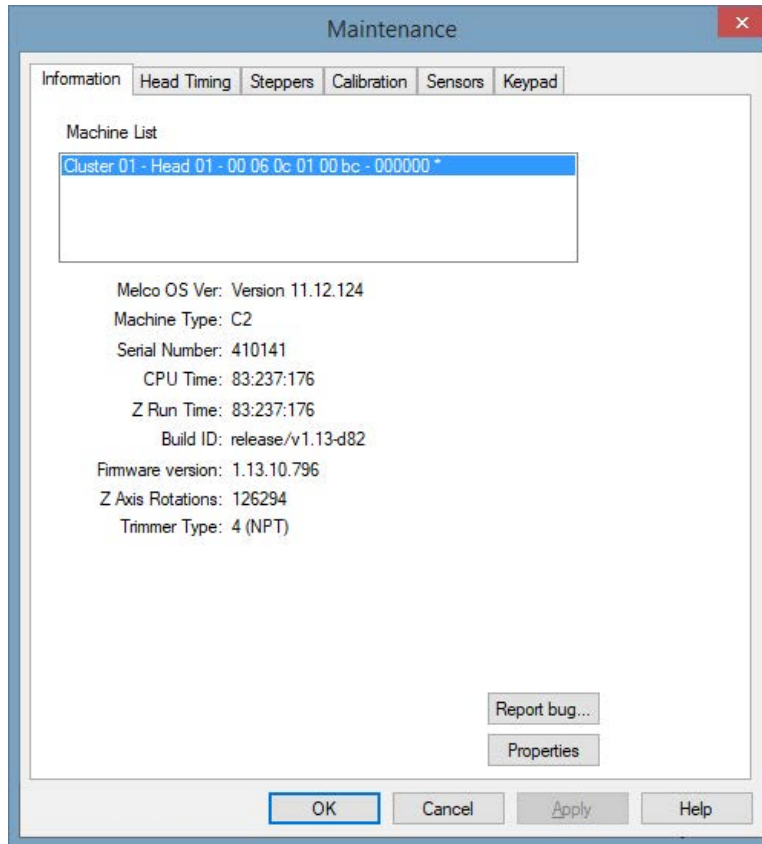 Maintenance
Information Head Timing Steppers Calibration Sensors Keypad
Machine List
Cluster 01 - Head 01 - 00 06 0c 01 00 bc - 000000 *
Melco OS Ver: Version 11.12.124
Machine Type: C2
Serial Number: 410141
CPU Time: 83:237:176
Z Run Time: 83:237:176
Build ID: release/v1.13-d82
Firmware version: 1.13.10.796
Z Axis Rotations: 126294
Trimmer Type: 4 (NPT)
Report bug...
Properties
OK Cancel Apply Help